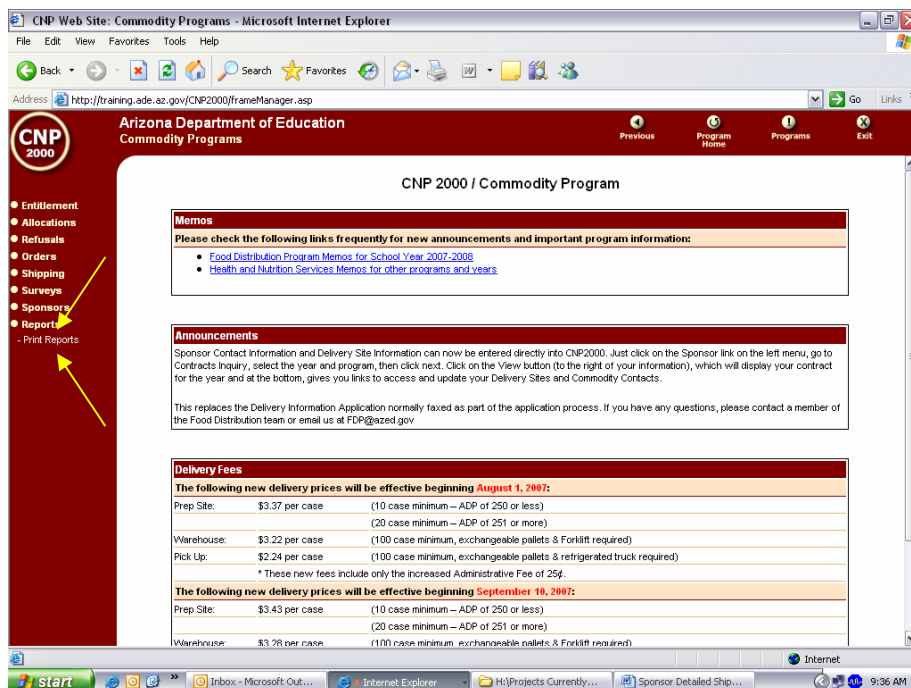 CNP Web Site: Commodity Programs - Microsoft Internet Explorer
File Edit View Favorites Tools Help
Back Search Favorites
Address http://training.ade.az.gov/CNP2000/frameManager.asp Go Links
CNP
2000
Arizona Department of Education
Commodity Programs
Previous
Program
Home
Programs
Exit
Entitlement
Allocations
Refusals
Orders
Shipping
Surveys
Sponsors
Reports
- Print Reports
CNP 2000 / Commodity Program
Memos
Please check the following links frequently for new announcements and important program information:
Food Distribution Program Memos for School Year 2007-2008
Health and Nutrition Services Memos for other programs and years
Announcements
Sponsor Contact Information and Delivery Site Information can now be entered directly into CNP2000. Just click on the Sponsor link on the left menu, go to
Contracts Inquiry, select the year and program, then click next. Click on the View button (to the right of your information), which will display your contract
for the year and at the bottom, gives you links to access and update your Delivery Sites and Commodity Contacts.
This replaces the Delivery Information Application normally faxed as part of the application process. If you have any questions, please contact a member of
the Food Distribution team or email us at FDP@azed.gov
Delivery Fees
The following new delivery prices will be effective beginning August 1, 2007:
Prep Site: $3.37 per case (10 case minimum – ADP of 250 or less)
(20 case minimum – ADP of 251 or more)
Warehouse: $3.22 per case (100 case minimum, exchangeable pallets & Forklift required)
Pick Up: $2.24 per case (100 case minimum, exchangeable pallets & refrigerated truck required)
* These new fees include only the increased Administrative Fee of 25¢.
The following new delivery prices will be effective beginning September 10, 2007:
Prep Site: $3.43 per case (10 case minimum – ADP of 250 or less)
(20 case minimum – ADP of 251 or more)
Warehouse: $3.28 per case (100 case minimum, exchangeable pallets & Forklift required)
Internet
start » Inbox - Microsoft Out... Internet Explorer H:\Projects Currently... Sponsor Detailed Ship... 9:36 AM